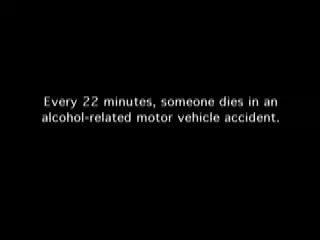 Every 22 minutes, someone dies in an
alcohol-related motor vehicle accident.